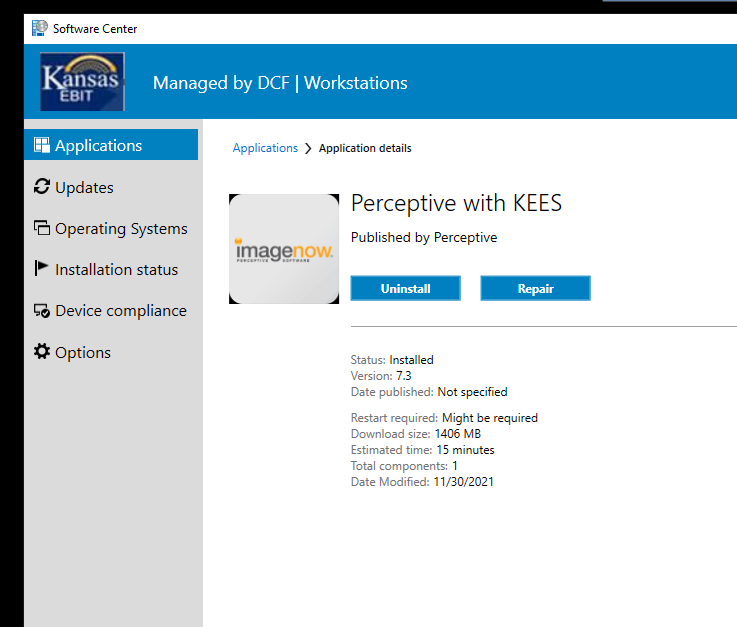 Software Center
Kansas
EBIT
Managed by DCF | Workstations
Applications
Updates
Operating Systems
Installation status
Device compliance
Options
Applications > Application details
imagenow.
PERCEPTIVE SOFTWARE
Perceptive with KEES
Published by Perceptive
Uninstall Repair
Status: Installed
Version: 7.3
Date published: Not specified
Restart required: Might be required
Download size: 1406 MB
Estimated time: 15 minutes
Total components: 1
Date Modified: 11/30/2021